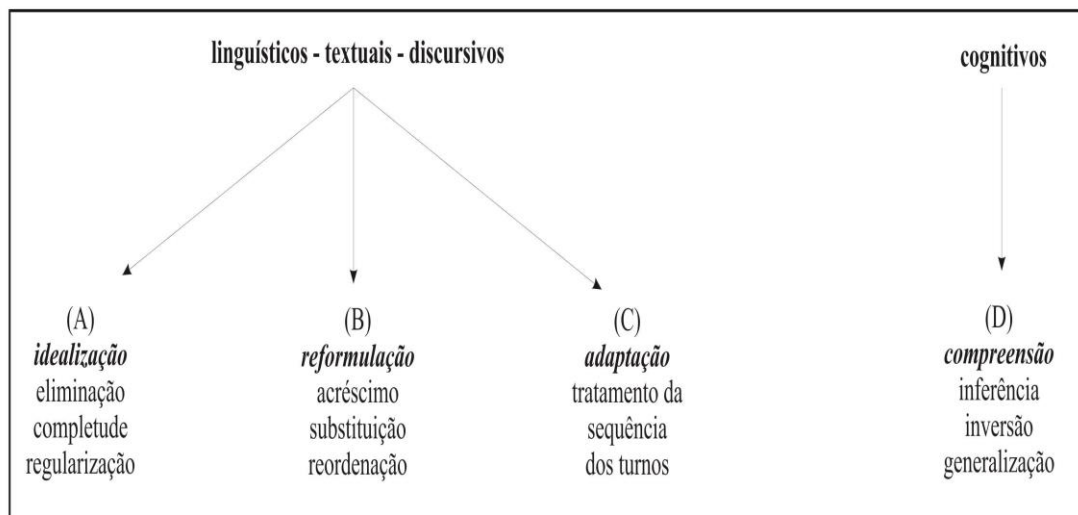 linguísticos - textuais - discursivos
cognitivos
(A)
idealização
eliminação
completude
regularização
(B)
reformulação
acréscimo
substituição
reordenação
(C)
adaptação
tratamento da
sequência
dos turnos
(D)
compreensão
inferência
inversão
generalização